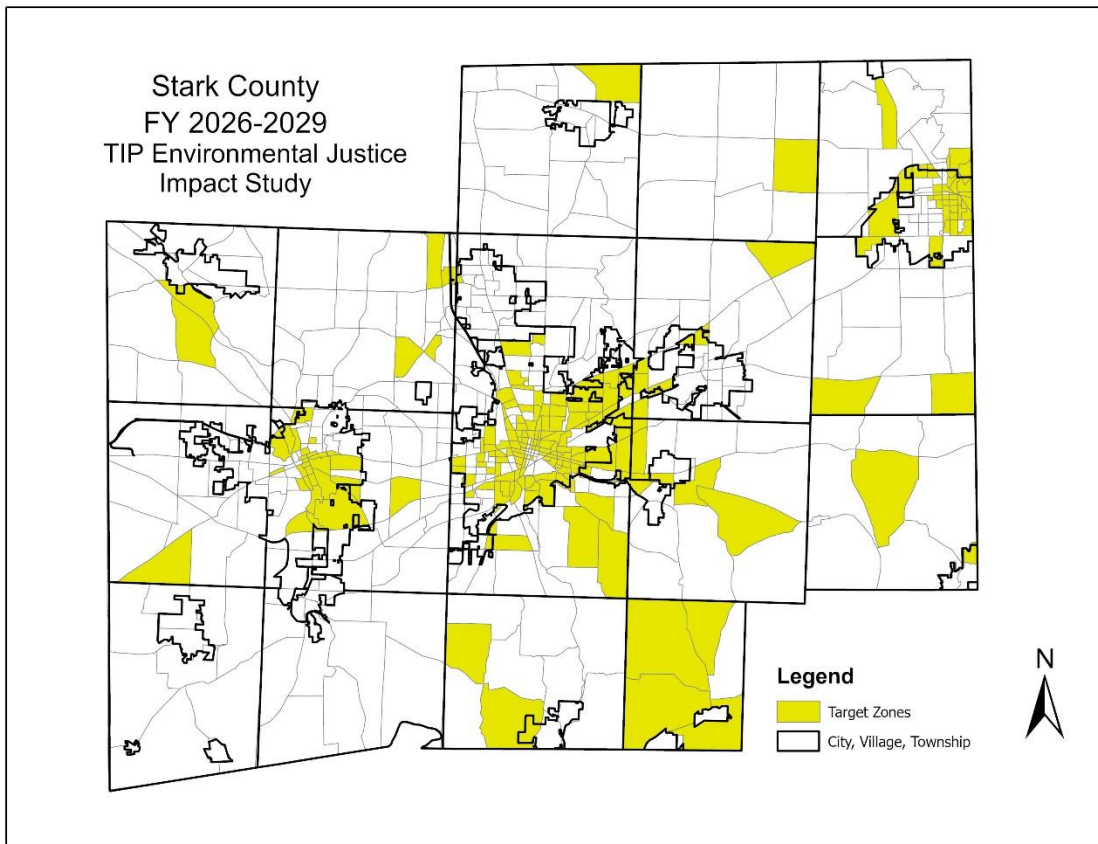 Stark County
FY 2026-2029
TIP Environmental Justice
Impact Study
N
Legend
Target Zones
City, Village, Township